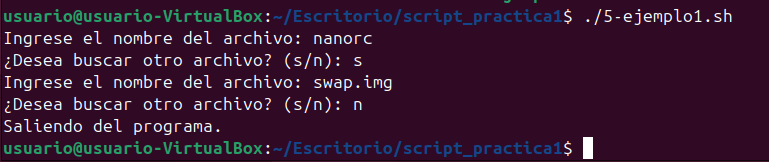 usuario@usuario-VirtualBox:~/Escritorio/script_practica1$ ./5-ejemplo1.sh
Ingrese el nombre del archivo: nanorc
¿Desea buscar otro archivo? (s/n): s
Ingrese el nombre del archivo: swap.img
¿Desea buscar otro archivo? (s/n): n
Saliendo del programa.
usuario@usuario-VirtualBox:~/Escritorio/script_practica1$